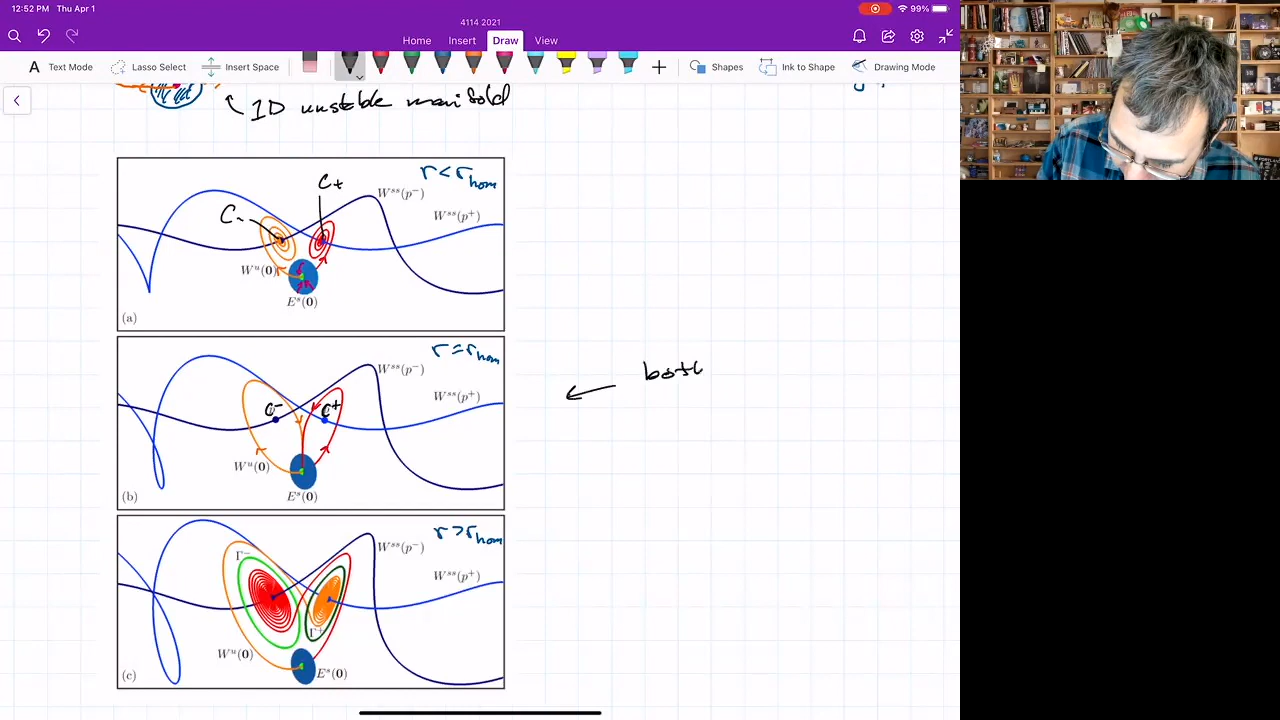 12:52 PM Thu Apr 1
99%
4114 2021
Home Insert Draw View
A Text Mode Lasso Select Insert Space Shapes Ink to Shape Drawing Mode
1D unstable manifold
r < r_hom
C+
W^{ss}(p^-)
C-
W^{ss}(p^+)
W^u(0)
E^s(0)
(a)
r = r_hom
W^{ss}(p^-)
both
W^{ss}(p^+)
C- C+
W^u(0)
E^s(0)
(b)
r > r_hom
W^{ss}(p^-)
Γ^-
W^{ss}(p^+)
Γ^+
W^u(0)
E^s(0)
(c)